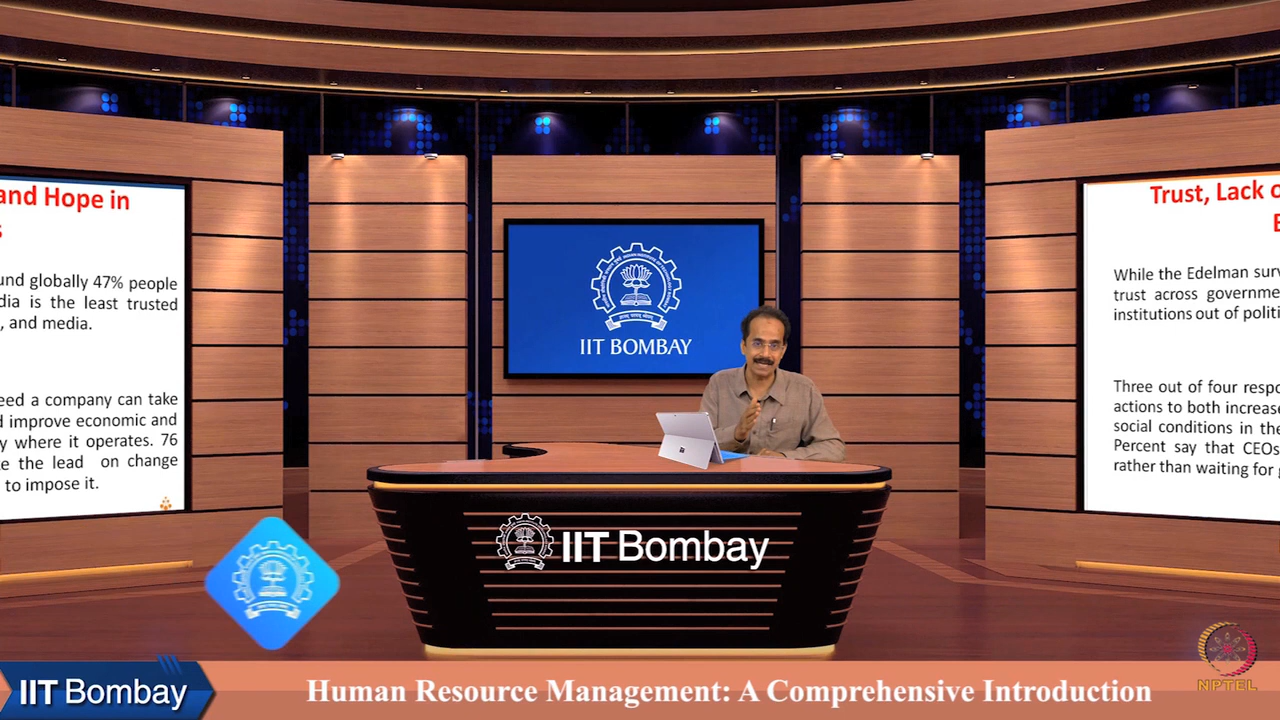 and Hope in
und globally 47% people
dia is the least trusted
, and media.
eed a company can take
d improve economic and
y where it operates. 76
e the lead on change
to impose it.
IIT BOMBAY
IIT Bombay
Trust, Lack o
While the Edelman surv
trust across governme
institutions out of politi
Three out of four respo
actions to both increase
social conditions in the
Percent say that CEOs
rather than waiting for
IIT Bombay
Human Resource Management: A Comprehensive Introduction
NPTEL